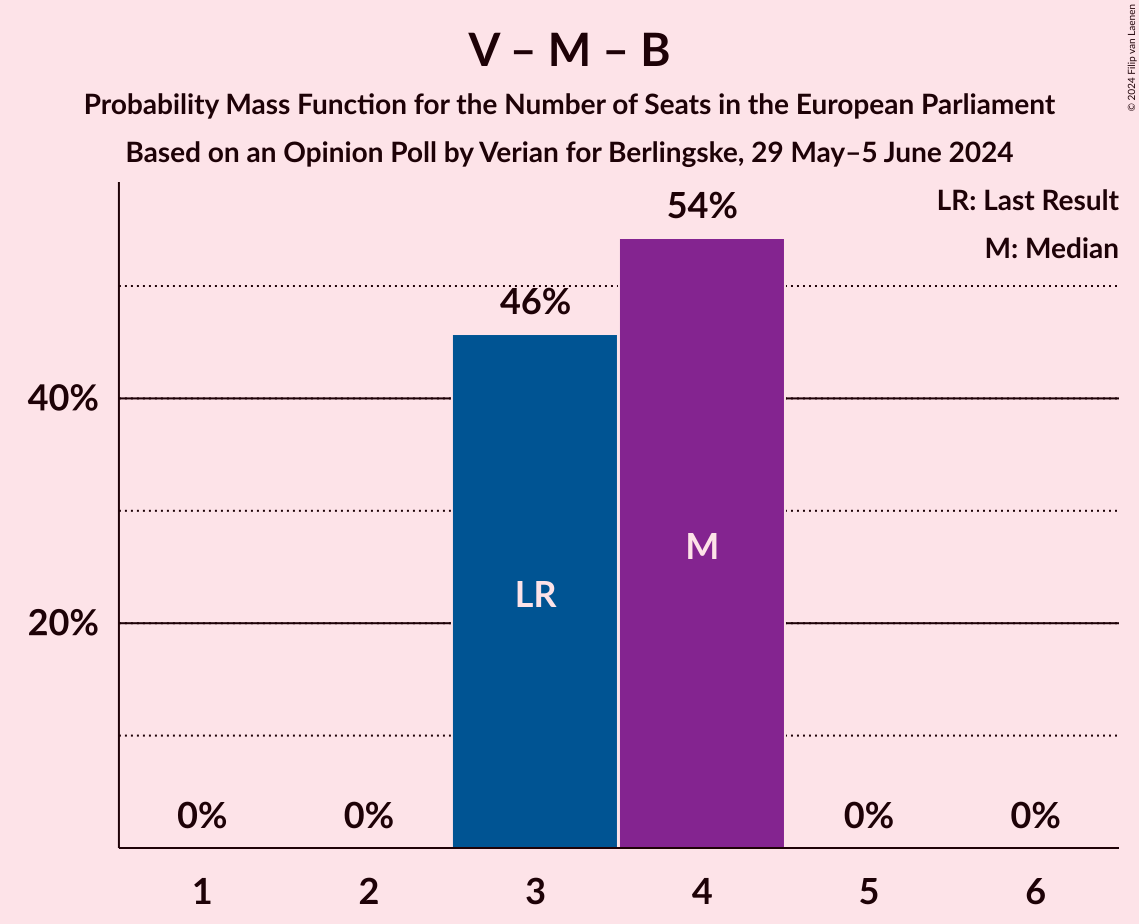 V – M – B
Probability Mass Function for the Number of Seats in the European Parliament
Based on an Opinion Poll by Verian for Berlingske, 29 May–5 June 2024
© 2024 Filip van Laenen
LR: Last Result
M: Median
54%
46%
40%
M
LR
20%
0% 0% 0% 0%
1 2 3 4 5 6